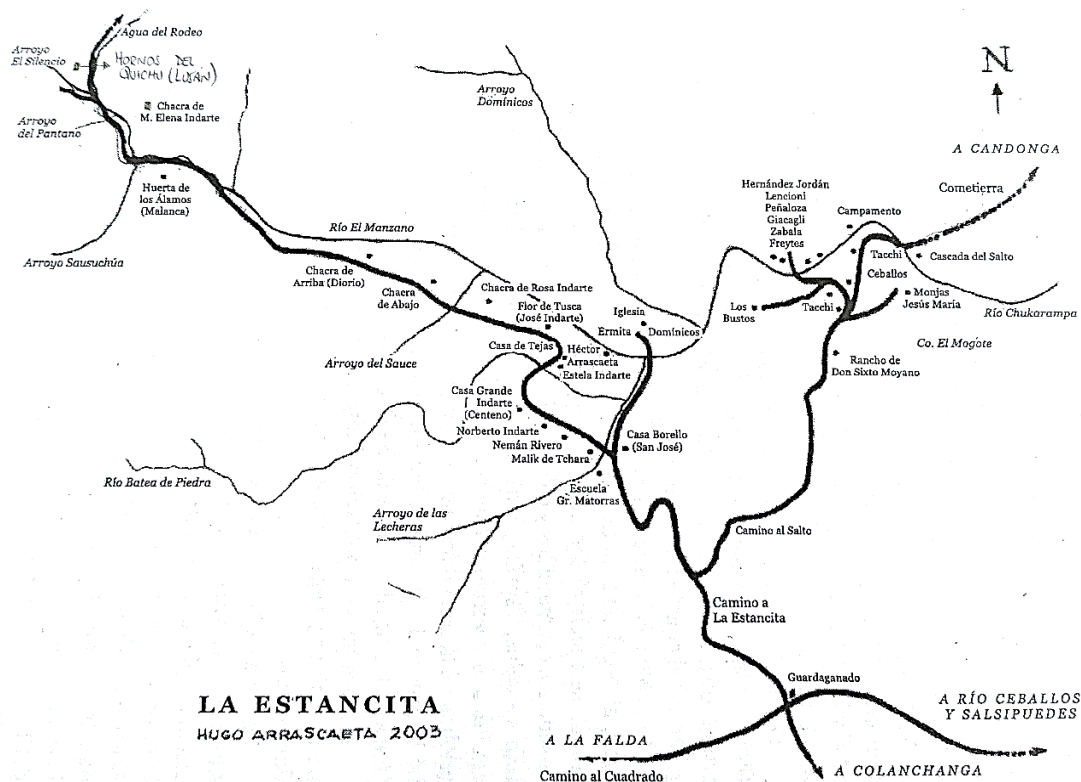 Agua del Rodeo
Arroyo
El Silencio
HORNOS DEL
QUICHU (LUJÁN)
Chacra de
M. Elena Indarte
Arroyo
del Pantano
Huerta de
los Álamos
(Malanca)
Arroyo Sausuchúa
Río El Manzano
Arroyo
Domínicos
N
A CANDONGA
Cometierra
Hernández Jordán
Lencioni
Peñaloza
Giacagli
Zabala
Freytes
Campamento
Tacchi
Cascada del Salto
Ceballos
Monjas
Jesús María
Río Chukarampa
Los
Bustos
Tacchi
Co. El Mogote
Rancho de
Don Sixto Moyano
Chacra de
Arriba (Diorio)
Chacra
de Abajo
Chacra de Rosa Indarte
Flor de Tusca
(José Indarte)
Iglesia
Ermita
Domínicos
Casa de Tejas
Héctor
Arrascaeta
Estela Indarte
Arroyo del Sauce
Casa Grande
Indarte
(Centeno)
Norberto Indarte
Nemán Rivero
Malik de Tchara
Casa Borello
(San José)
Escuela
Gr. Matorras
Río Batea de Piedra
Arroyo de las
Lecheras
Camino al Salto
Camino a
La Estancita
Guardaganado
LA ESTANCITA
HUGO ARRASCAETA 2003
A LA FALDA
Camino al Cuadrado
A RÍO CEBALLOS
Y SALSIPUEDES
A COLANCHANGA